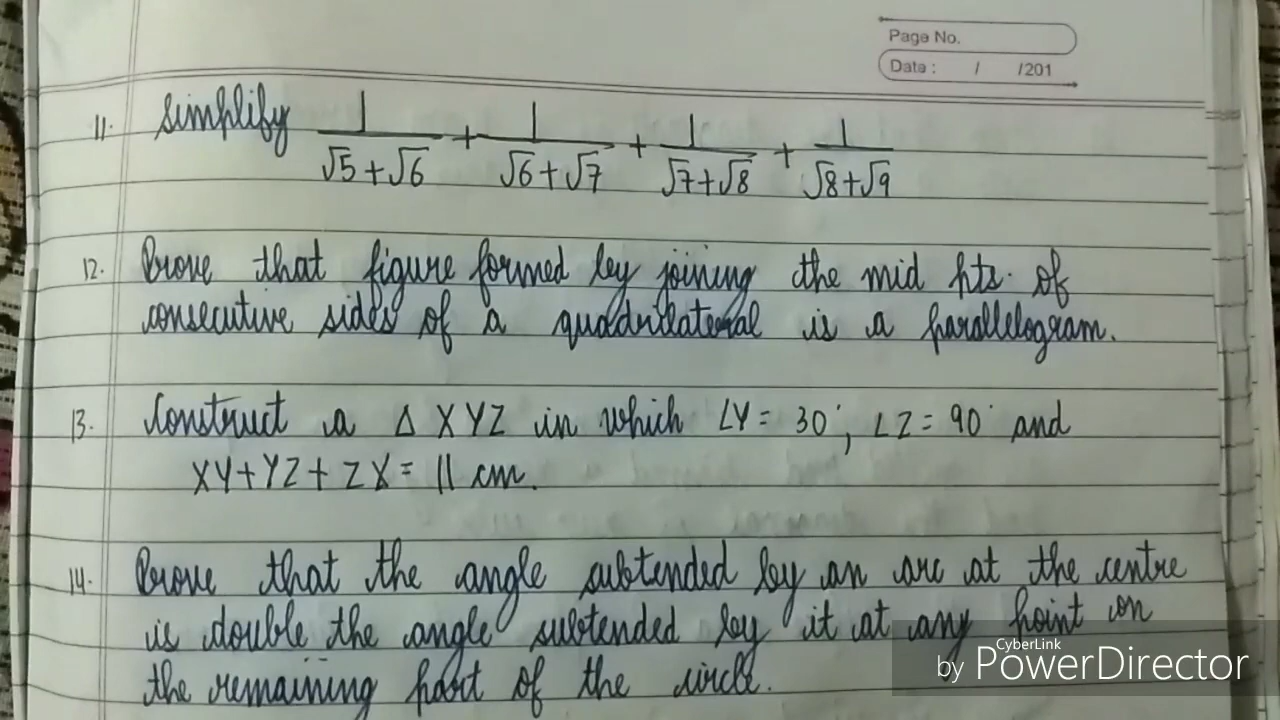 Page No.
Date : / /201
11. Simplify 1/(√5+√6) + 1/(√6+√7) + 1/(√7+√8) + 1/(√8+√9)
12. Prove that figure formed by joining the mid pts. of
consecutive sides of a quadrilateral is a parallelogram.
13. Construct a Δ XYZ in which ∠Y = 30°, ∠Z = 90° and
XY+YZ+ZX = 11 cm.
14. Prove that the angle subtended by an arc at the centre
is double the angle subtended by it at any point on
the remaining part of the circle.
CyberLink
by PowerDirector